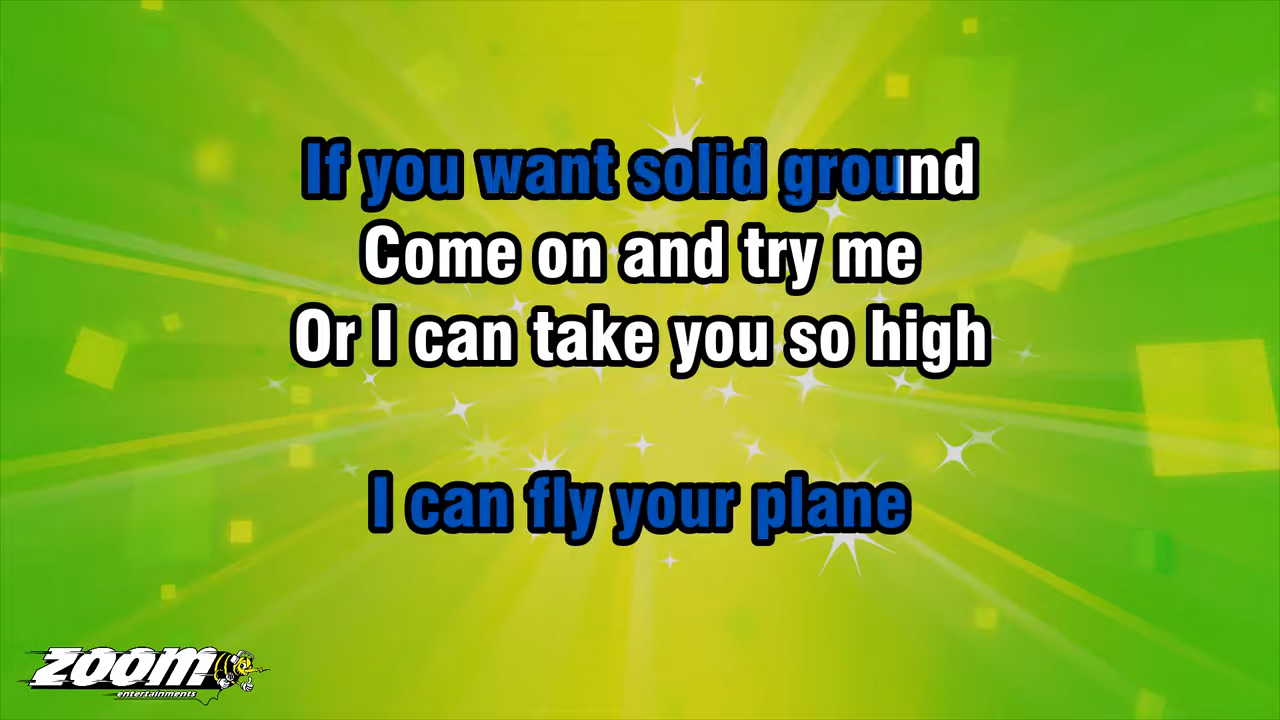 If you want solid ground
Come on and try me
Or I can take you so high
I can fly your plane
ZOOM
entertainments